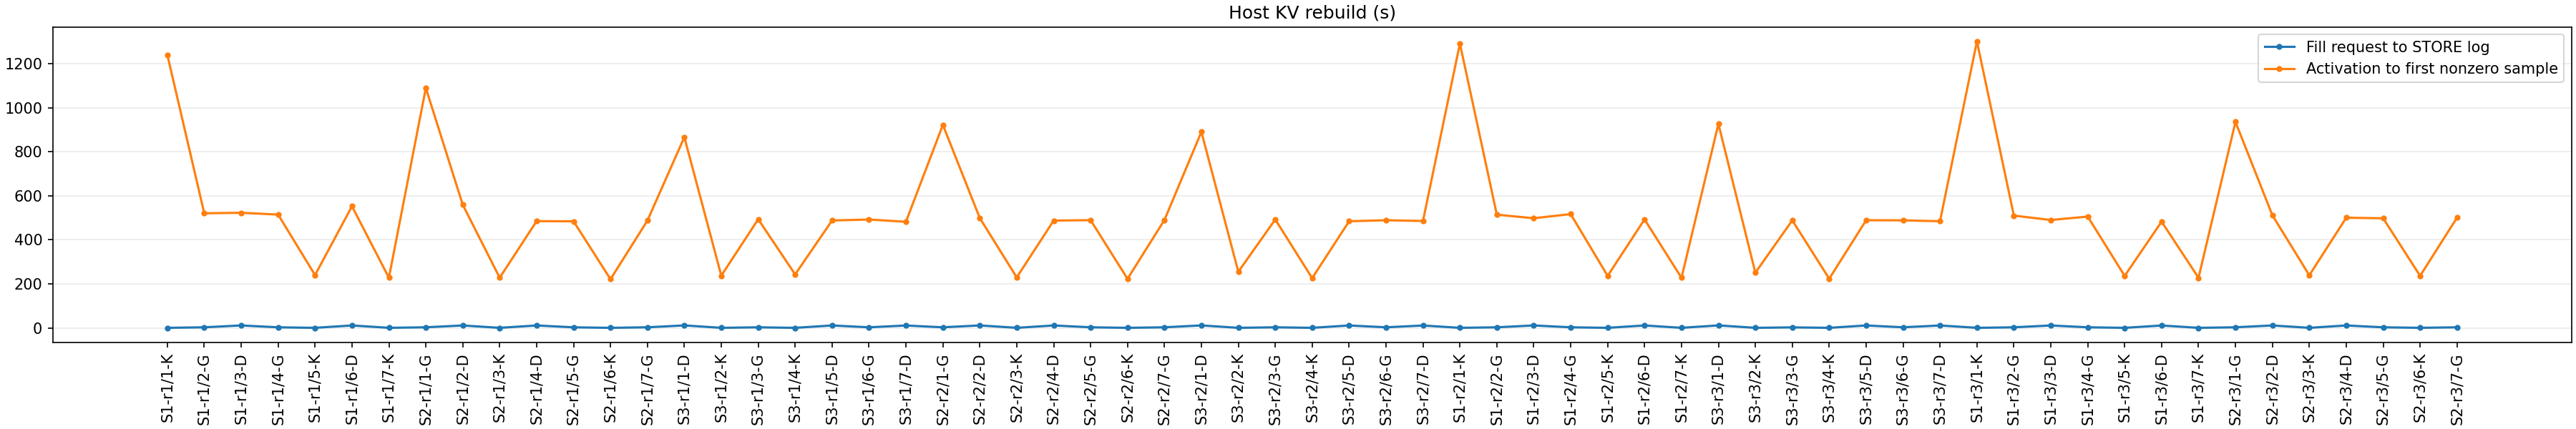 Host KV rebuild (s)
Fill request to STORE log
Activation to first nonzero sample
1200
1000
800
600
400
200
0
S1-r1/1-K
S1-r1/2-G
S1-r1/3-D
S1-r1/4-G
S1-r1/5-K
S1-r1/6-D
S1-r1/7-K
S2-r1/1-G
S2-r1/2-D
S2-r1/3-K
S2-r1/4-D
S2-r1/5-G
S2-r1/6-K
S2-r1/7-G
S3-r1/1-D
S3-r1/2-K
S3-r1/3-G
S3-r1/4-K
S3-r1/5-D
S3-r1/6-G
S3-r1/7-D
S2-r2/1-G
S2-r2/2-D
S2-r2/3-K
S2-r2/4-D
S2-r2/5-G
S2-r2/6-K
S2-r2/7-G
S3-r2/1-D
S3-r2/2-K
S3-r2/3-G
S3-r2/4-K
S3-r2/5-D
S3-r2/6-G
S3-r2/7-D
S1-r2/1-K
S1-r2/2-G
S1-r2/3-D
S1-r2/4-G
S1-r2/5-K
S1-r2/6-D
S1-r2/7-K
S3-r3/1-D
S3-r3/2-K
S3-r3/3-G
S3-r3/4-K
S3-r3/5-D
S3-r3/6-G
S3-r3/7-D
S1-r3/1-K
S1-r3/2-G
S1-r3/3-D
S1-r3/4-G
S1-r3/5-K
S1-r3/6-D
S1-r3/7-K
S2-r3/1-G
S2-r3/2-D
S2-r3/3-K
S2-r3/4-D
S2-r3/5-G
S2-r3/6-K
S2-r3/7-G